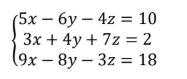 5x − 6y − 4z = 10
3x + 4y + 7z = 2
9x − 8y − 3z = 18